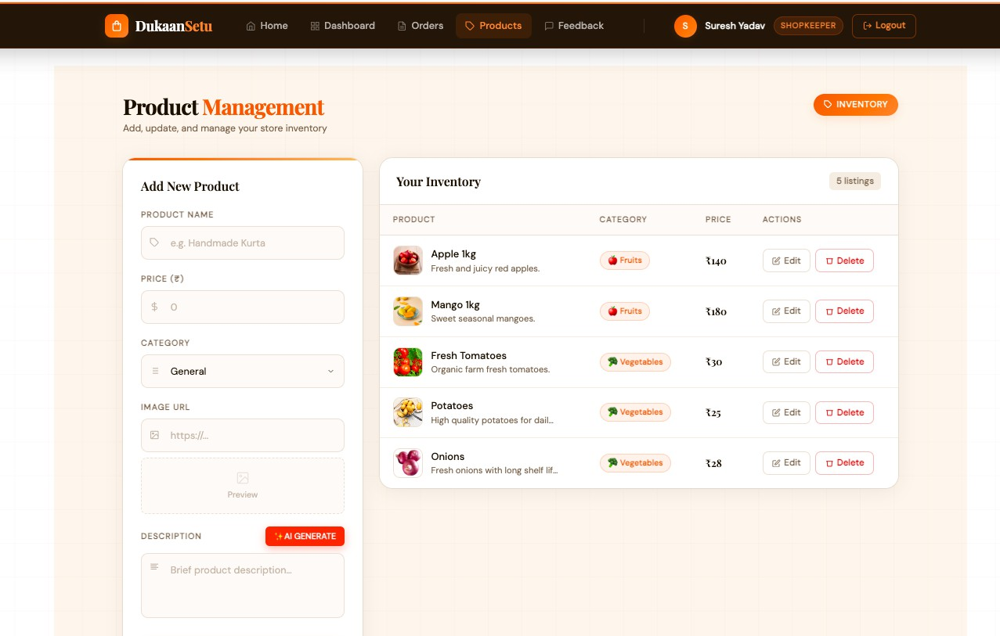 DukaanSetu
Home
Dashboard
Orders
Products
Feedback
S
Suresh Yadav
SHOPKEEPER
Logout
Product Management
Add, update, and manage your store inventory
INVENTORY
Add New Product
PRODUCT NAME
e.g. Handmade Kurta
PRICE (₹)
$ 0
CATEGORY
General
IMAGE URL
https://...
Preview
DESCRIPTION
✨AI GENERATE
Brief product description...
Your Inventory
5 listings
PRODUCT CATEGORY PRICE ACTIONS
Apple 1kg
Fresh and juicy red apples.
🍎 Fruits
₹140
Edit
Delete
Mango 1kg
Sweet seasonal mangoes.
🍎 Fruits
₹180
Edit
Delete
Fresh Tomatoes
Organic farm fresh tomatoes.
🥦 Vegetables
₹30
Edit
Delete
Potatoes
High quality potatoes for dail...
🥦 Vegetables
₹25
Edit
Delete
Onions
Fresh onions with long shelf lif...
🥦 Vegetables
₹28
Edit
Delete